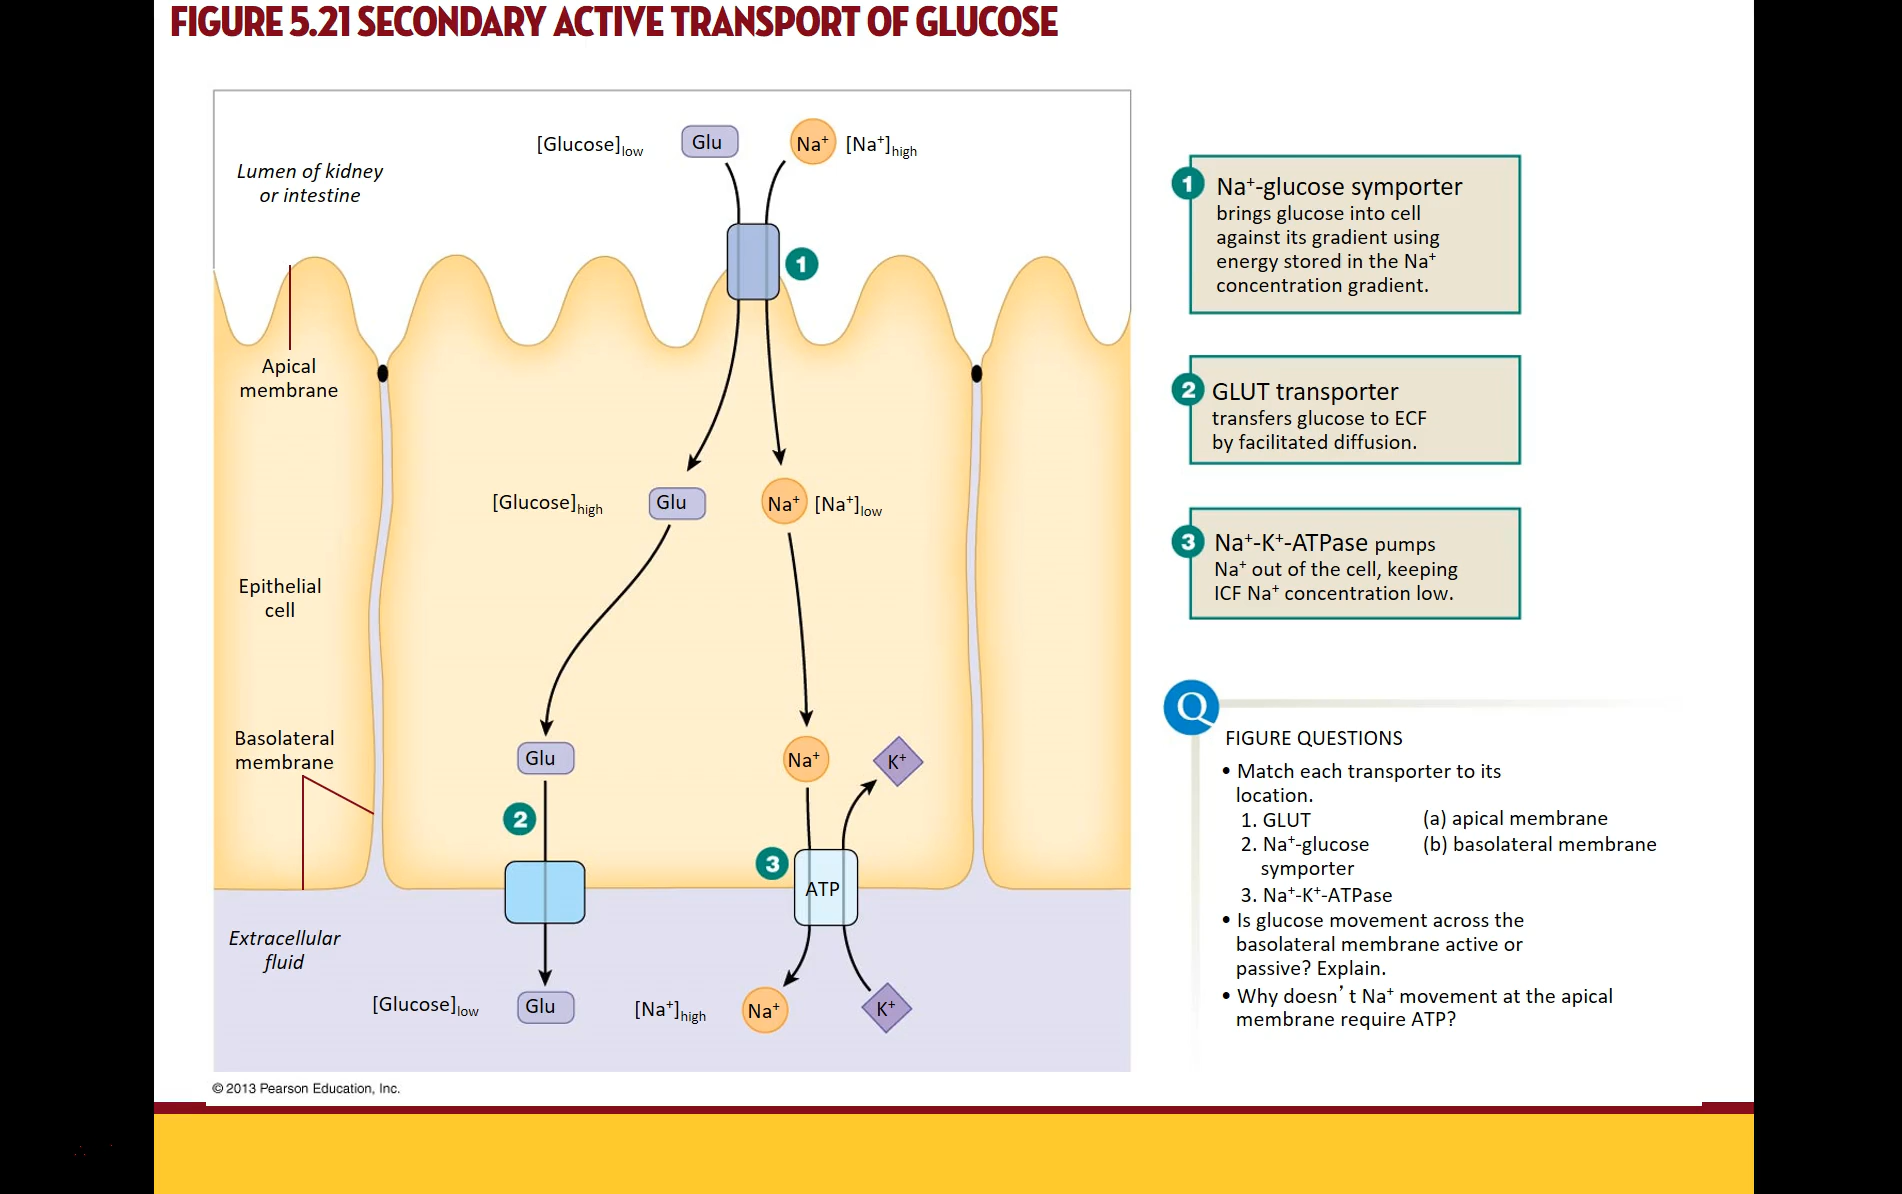 FIGURE 5.21 SECONDARY ACTIVE TRANSPORT OF GLUCOSE
[Glucose]low Glu Na⁺ [Na⁺]high
Lumen of kidney
or intestine
1
Apical
membrane
[Glucose]high Glu Na⁺ [Na⁺]low
Epithelial
cell
Basolateral
membrane
Glu Na⁺ K⁺
2
3
ATP
Extracellular
fluid
[Glucose]low Glu [Na⁺]high Na⁺ K⁺
© 2013 Pearson Education, Inc.
1 Na⁺-glucose symporter
brings glucose into cell
against its gradient using
energy stored in the Na⁺
concentration gradient.
2 GLUT transporter
transfers glucose to ECF
by facilitated diffusion.
3 Na⁺-K⁺-ATPase pumps
Na⁺ out of the cell, keeping
ICF Na⁺ concentration low.
Q
FIGURE QUESTIONS
• Match each transporter to its
location.
1. GLUT (a) apical membrane
2. Na⁺-glucose (b) basolateral membrane
symporter
3. Na⁺-K⁺-ATPase
• Is glucose movement across the
basolateral membrane active or
passive? Explain.
• Why doesn’t Na⁺ movement at the apical
membrane require ATP?